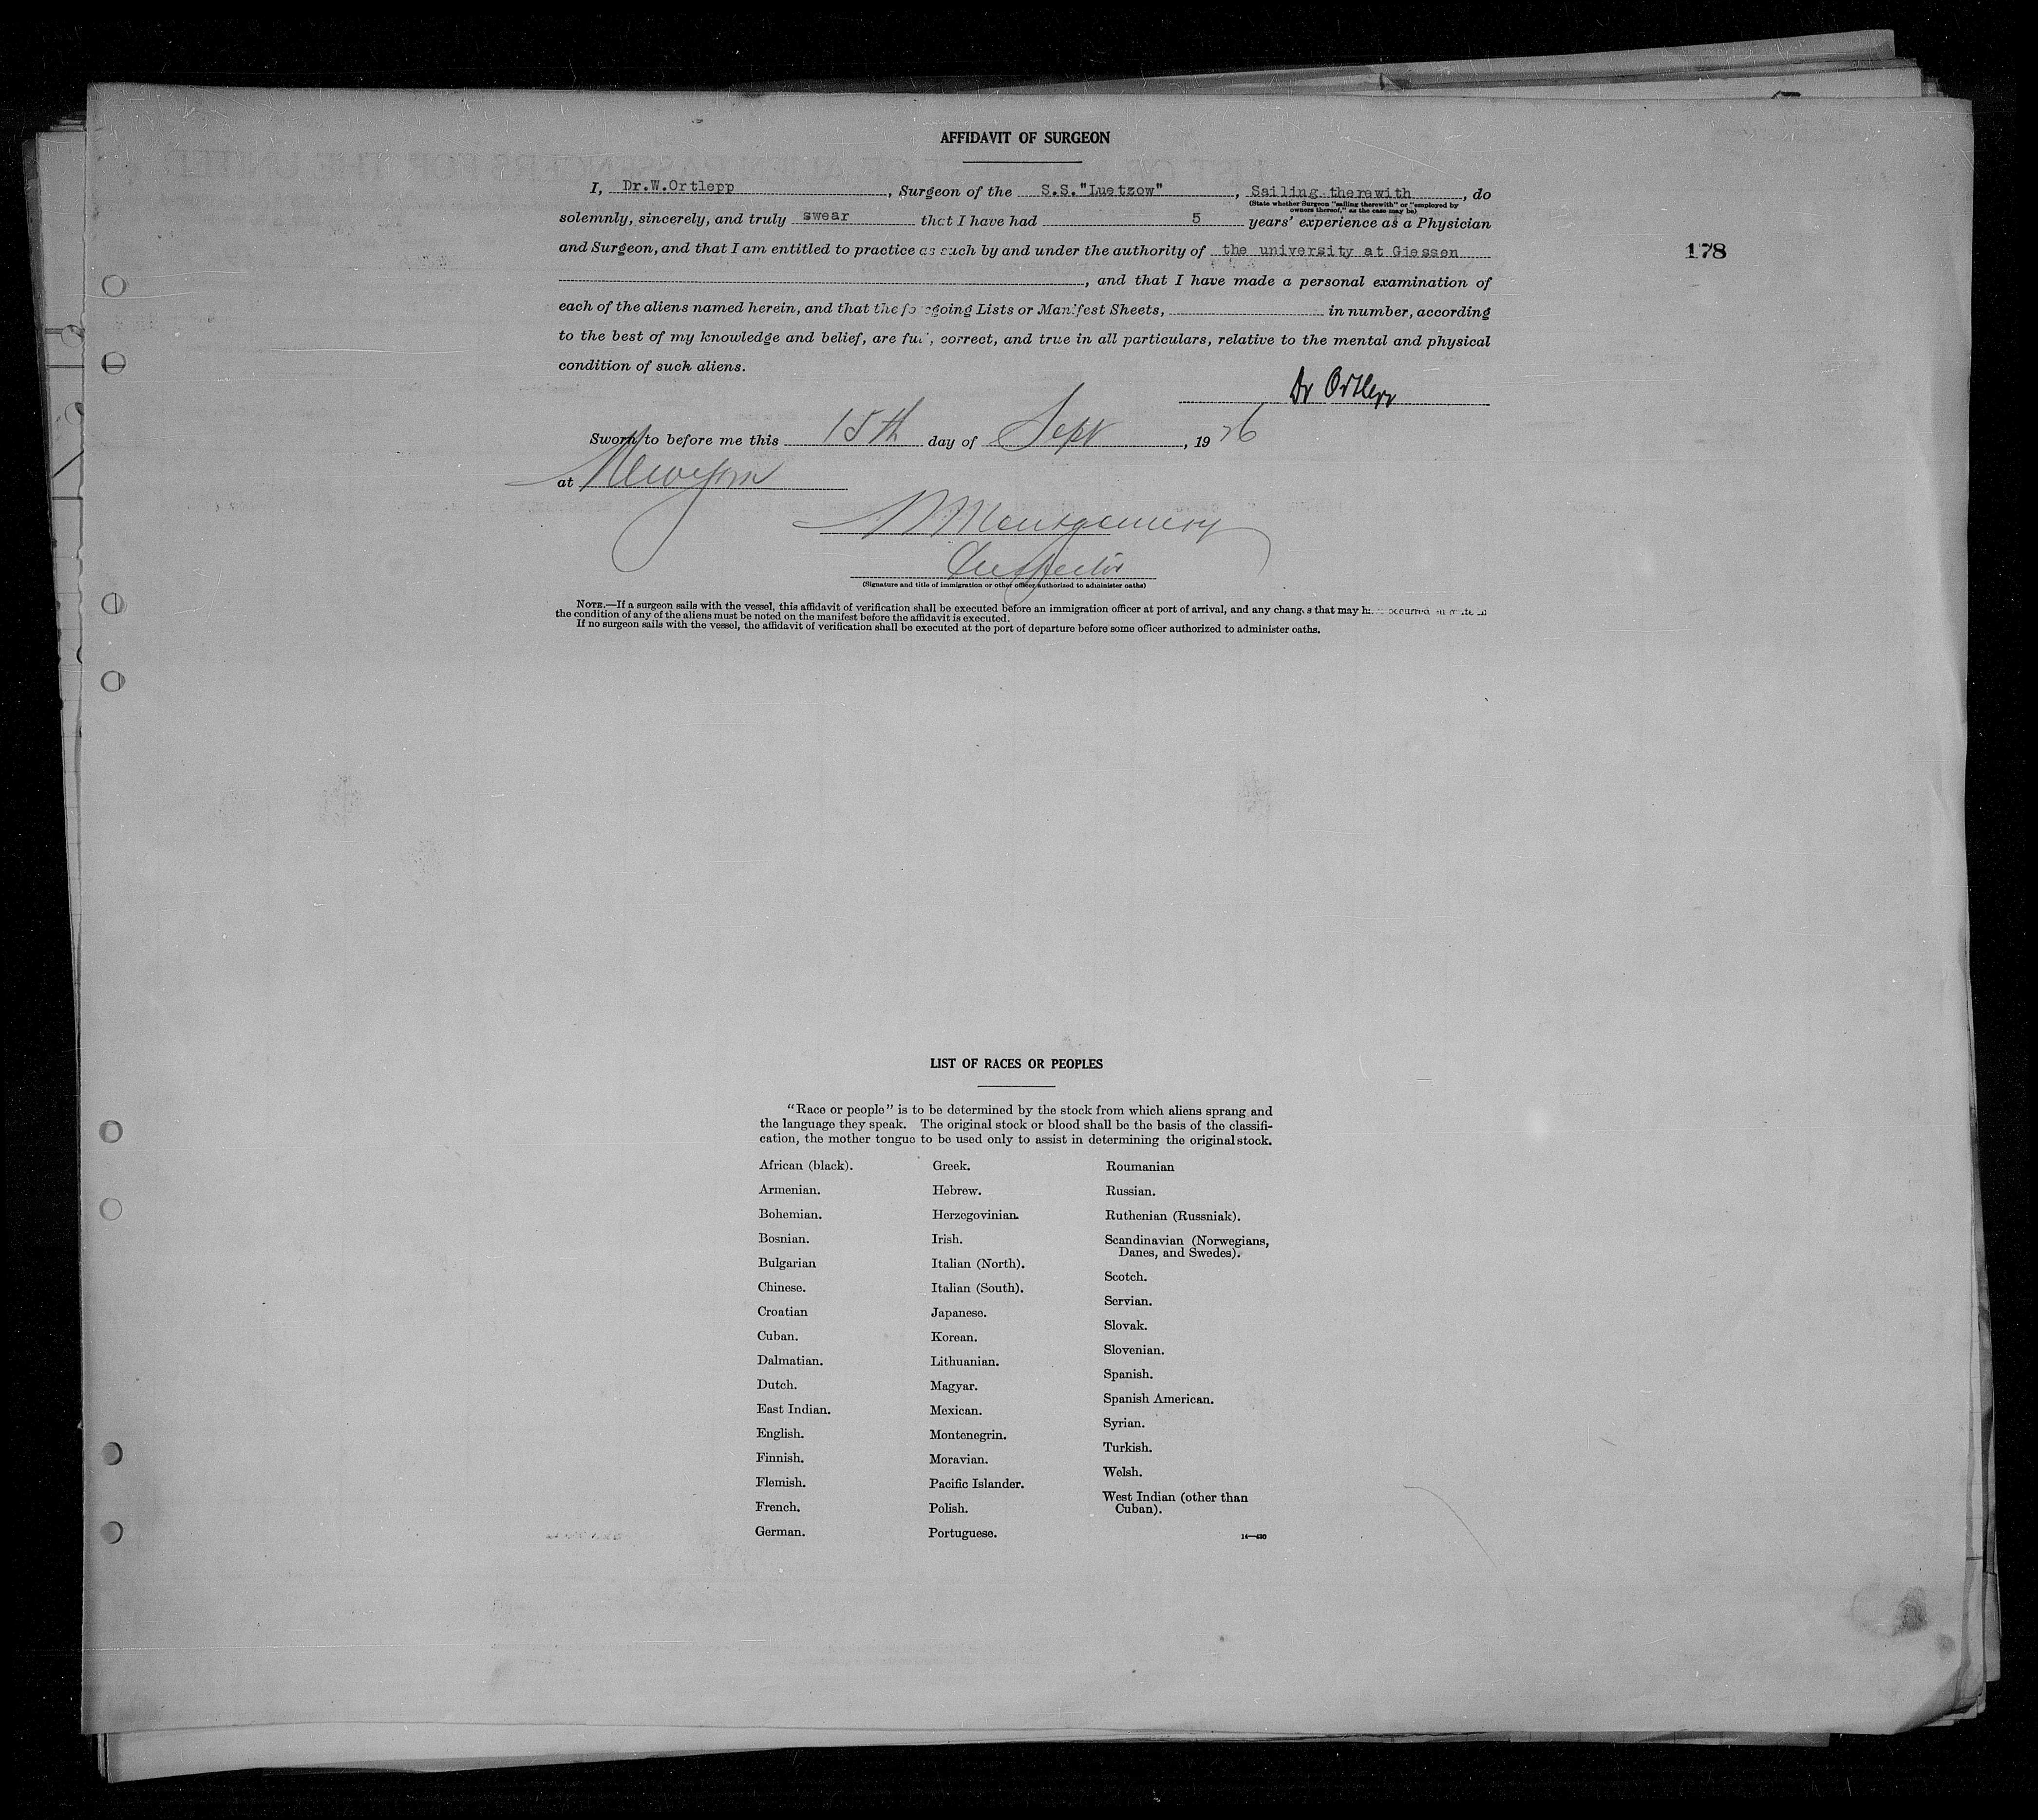 AFFIDAVIT OF SURGEON
I, Dr.W.Ortlepp, Surgeon of the S.S."Luetzow", Sailing therewith, do
(State whether Surgeon "sailing therewith" or "employed by
owners thereof," as the case may be)
solemnly, sincerely, and truly swear that I have had 5 years' experience as a Physician
and Surgeon, and that I am entitled to practice as such by and under the authority of the university at Giessen
178
, and that I have made a personal examination of
each of the aliens named herein, and that the foregoing Lists or Manifest Sheets, in number, according
to the best of my knowledge and belief, are full, correct, and true in all particulars, relative to the mental and physical
condition of such aliens.
Dr Ortlepp
Sworn to before me this 15th day of Sept, 1926
at New York
Montgomery
Inspector
(Signature and title of immigration or other officer authorized to administer oaths)
NOTE.—If a surgeon sails with the vessel, this affidavit of verification shall be executed before an immigration officer at port of arrival, and any changes that may have occurred en route in
the condition of any of the aliens must be noted on the manifest before the affidavit is executed.
If no surgeon sails with the vessel, the affidavit of verification shall be executed at the port of departure before some officer authorized to administer oaths.
LIST OF RACES OR PEOPLES
"Race or people" is to be determined by the stock from which aliens sprang and
the language they speak. The original stock or blood shall be the basis of the classifi-
cation, the mother tongue to be used only to assist in determining the original stock.
African (black).
Armenian.
Bohemian.
Bosnian.
Bulgarian
Chinese.
Croatian
Cuban.
Dalmatian.
Dutch.
East Indian.
English.
Finnish.
Flemish.
French.
German.
Greek.
Hebrew.
Herzegovinian.
Irish.
Italian (North).
Italian (South).
Japanese.
Korean.
Lithuanian.
Magyar.
Mexican.
Montenegrin.
Moravian.
Pacific Islander.
Polish.
Portuguese.
Roumanian
Russian.
Ruthenian (Russniak).
Scandinavian (Norwegians,
Danes, and Swedes).
Scotch.
Servian.
Slovak.
Slovenian.
Spanish.
Spanish American.
Syrian.
Turkish.
Welsh.
West Indian (other than
Cuban).